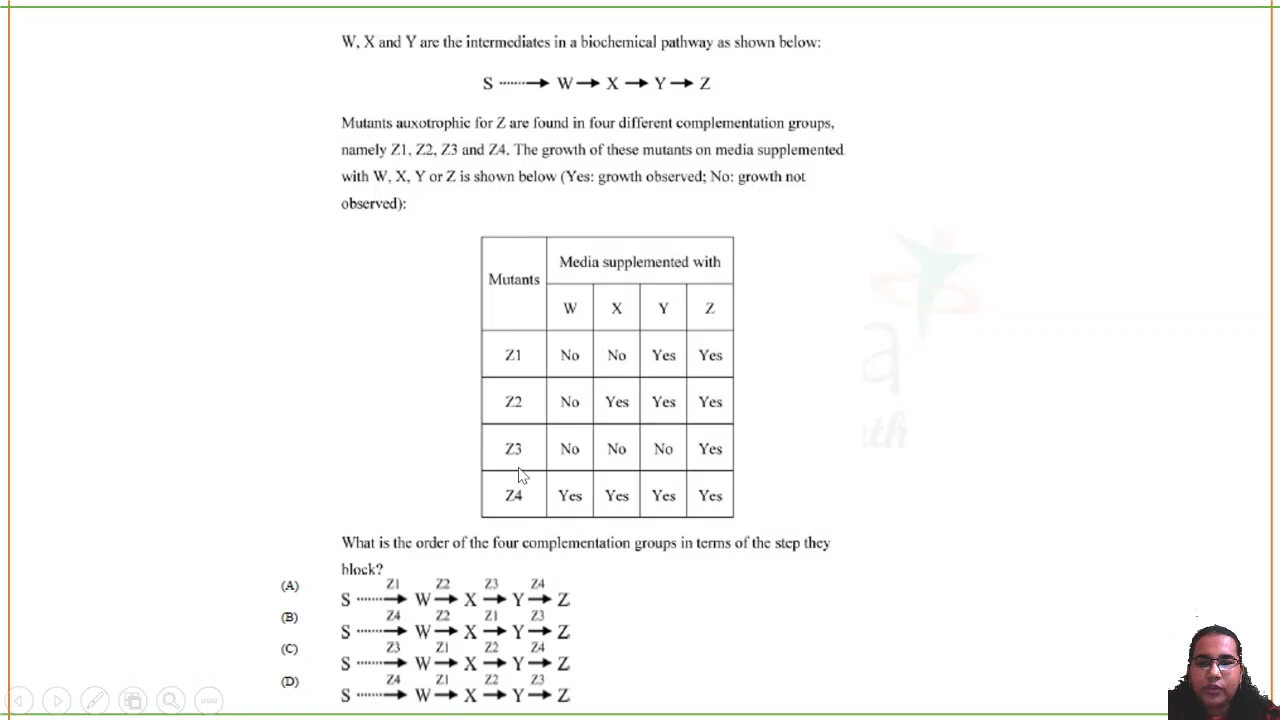 W, X and Y are the intermediates in a biochemical pathway as shown below:
S ⋯⋯→ W → X → Y → Z
Mutants auxotrophic for Z are found in four different complementation groups,
namely Z1, Z2, Z3 and Z4. The growth of these mutants on media supplemented
with W, X, Y or Z is shown below (Yes: growth observed; No: growth not
observed):
Mutants Media supplemented with
W X Y Z
Z1 No No Yes Yes
Z2 No Yes Yes Yes
Z3 No No No Yes
Z4 Yes Yes Yes Yes
What is the order of the four complementation groups in terms of the step they
block?
Z1 Z2 Z3 Z4
(A) S ⋯⋯→ W → X → Y → Z
Z4 Z2 Z1 Z3
(B) S ⋯⋯→ W → X → Y → Z
Z3 Z1 Z2 Z4
(C) S ⋯⋯→ W → X → Y → Z
Z4 Z1 Z2 Z3
(D) S ⋯⋯→ W → X → Y → Z